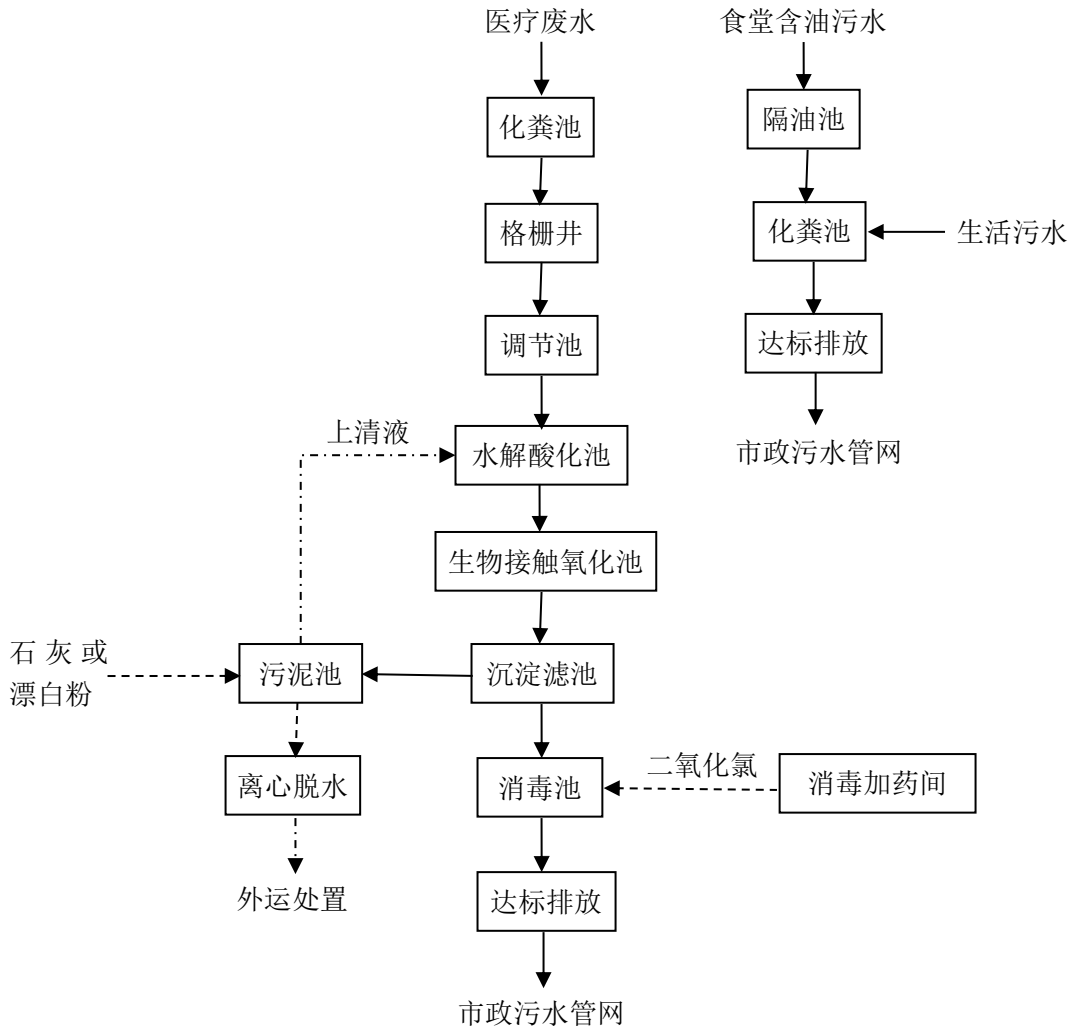 医疗废水
食堂含油污水
化粪池
隔油池
格栅井
化粪池
生活污水
调节池
达标排放
上清液
水解酸化池
市政污水管网
生物接触氧化池
石灰或
漂白粉
污泥池
沉淀滤池
离心脱水
消毒池
二氧化氯
消毒加药间
外运处置
达标排放
市政污水管网